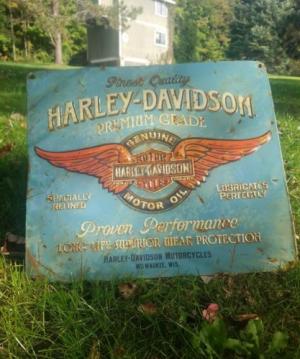 Finest Quality
HARLEY-DAVIDSON
PREMIUM GRADE
GENUINE
MOTOR
HARLEY-DAVIDSON
MOTOR OIL
SPECIALLY
REFINED
LUBRICATES
PERFECTLY
Proven Performance
LONG-LIFE SUPERIOR WEAR PROTECTION
HARLEY-DAVIDSON MOTORCYCLES
MILWAUKEE, WIS.